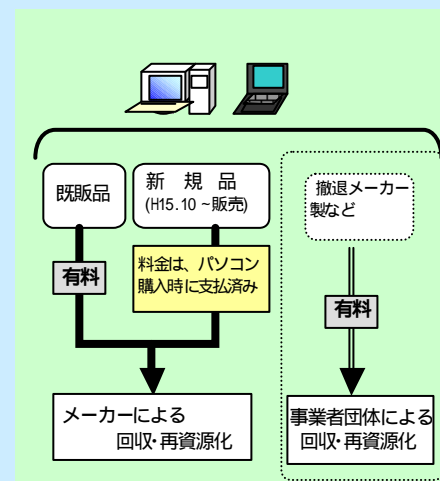 既販品
新 規 品
(H15.10 ~販売)
撤退メーカー
製など
有料
料金は、パソコン
購入時に支払済み
有料
メーカーによる
回収・再資源化
事業者団体による
回収・再資源化